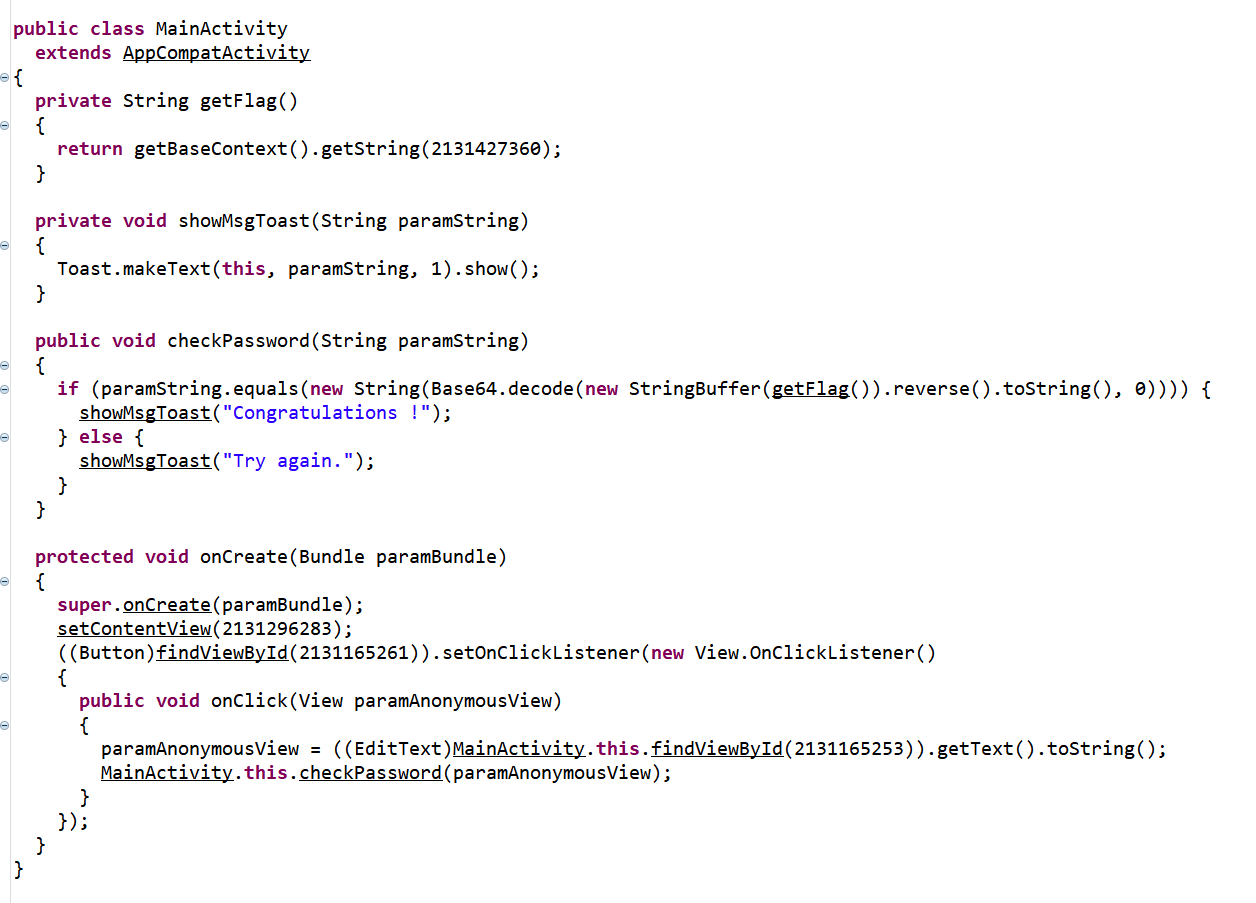 public class MainActivity
extends AppCompatActivity
{
private String getFlag()
{
return getBaseContext().getString(2131427360);
}
private void showMsgToast(String paramString)
{
Toast.makeText(this, paramString, 1).show();
}
public void checkPassword(String paramString)
{
if (paramString.equals(new String(Base64.decode(new StringBuffer(getFlag()).reverse().toString(), 0)))) {
showMsgToast("Congratulations !");
} else {
showMsgToast("Try again.");
}
}
protected void onCreate(Bundle paramBundle)
{
super.onCreate(paramBundle);
setContentView(2131296283);
((Button)findViewById(2131165261)).setOnClickListener(new View.OnClickListener()
{
public void onClick(View paramAnonymousView)
{
paramAnonymousView = ((EditText)MainActivity.this.findViewById(2131165253)).getText().toString();
MainActivity.this.checkPassword(paramAnonymousView);
}
});
}
}